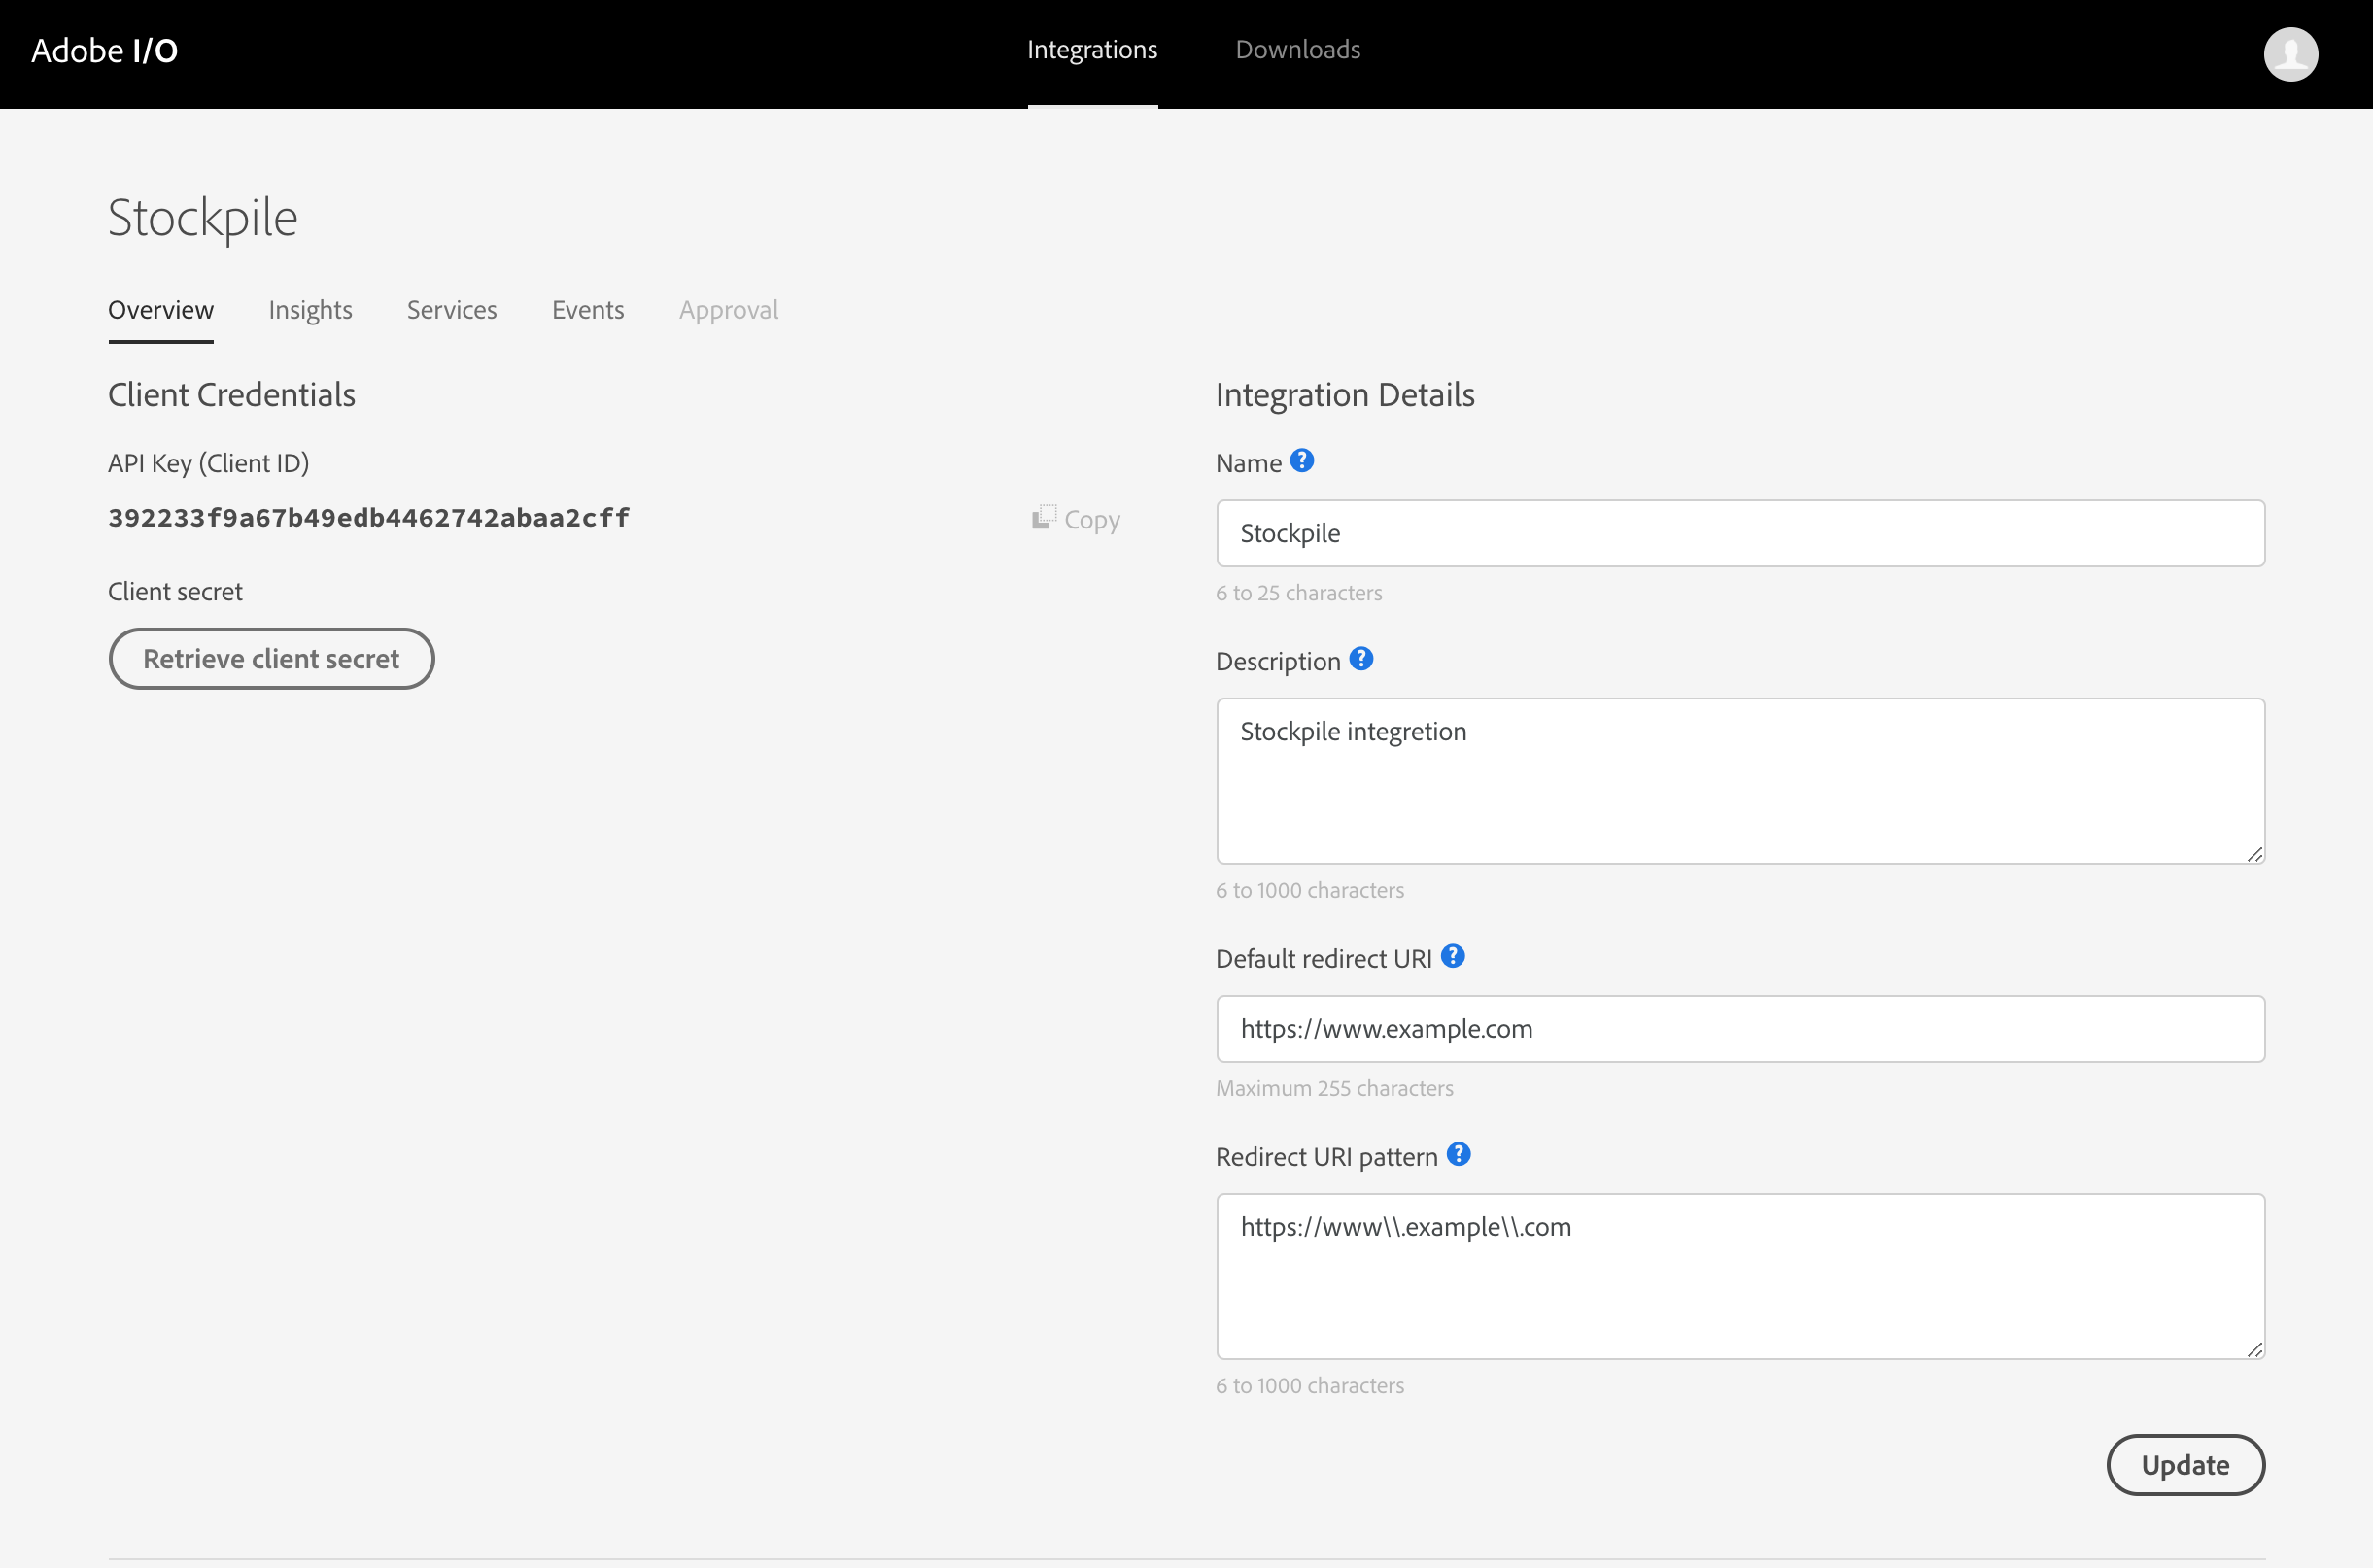 Adobe I/O
Integrations
Downloads
Stockpile
Overview
Insights
Services
Events
Approval
Client Credentials
API Key (Client ID)
392233f9a67b49edb4462742abaa2cff
Copy
Client secret
Retrieve client secret
Integration Details
Name ?
Stockpile
6 to 25 characters
Description ?
Stockpile integretion
6 to 1000 characters
Default redirect URI ?
https://www.example.com
Maximum 255 characters
Redirect URI pattern ?
https://www\\.example\\.com
6 to 1000 characters
Update